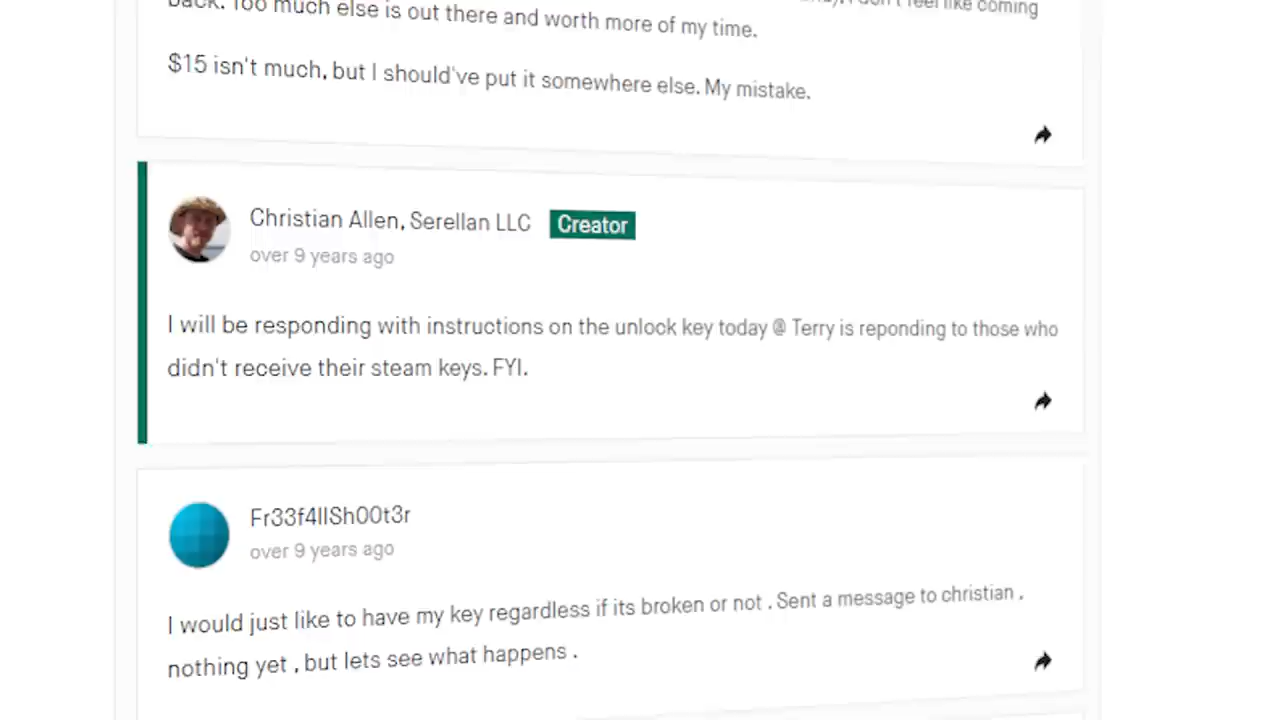 back. Too much else is out there and worth more of my time.
I don't feel like coming
$15 isn't much, but I should've put it somewhere else. My mistake.
Christian Allen, Serellan LLC Creator
over 9 years ago
I will be responding with instructions on the unlock key today @ Terry is reponding to those who
didn't receive their steam keys. FYI.
Fr33f4llSh00t3r
over 9 years ago
I would just like to have my key regardless if its broken or not . Sent a message to christian .
nothing yet , but lets see what happens .